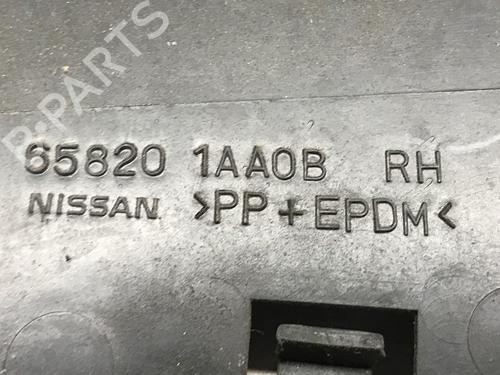 B-PARTS
65820 1AA0B RH
NISSAN >PP+EPDM<